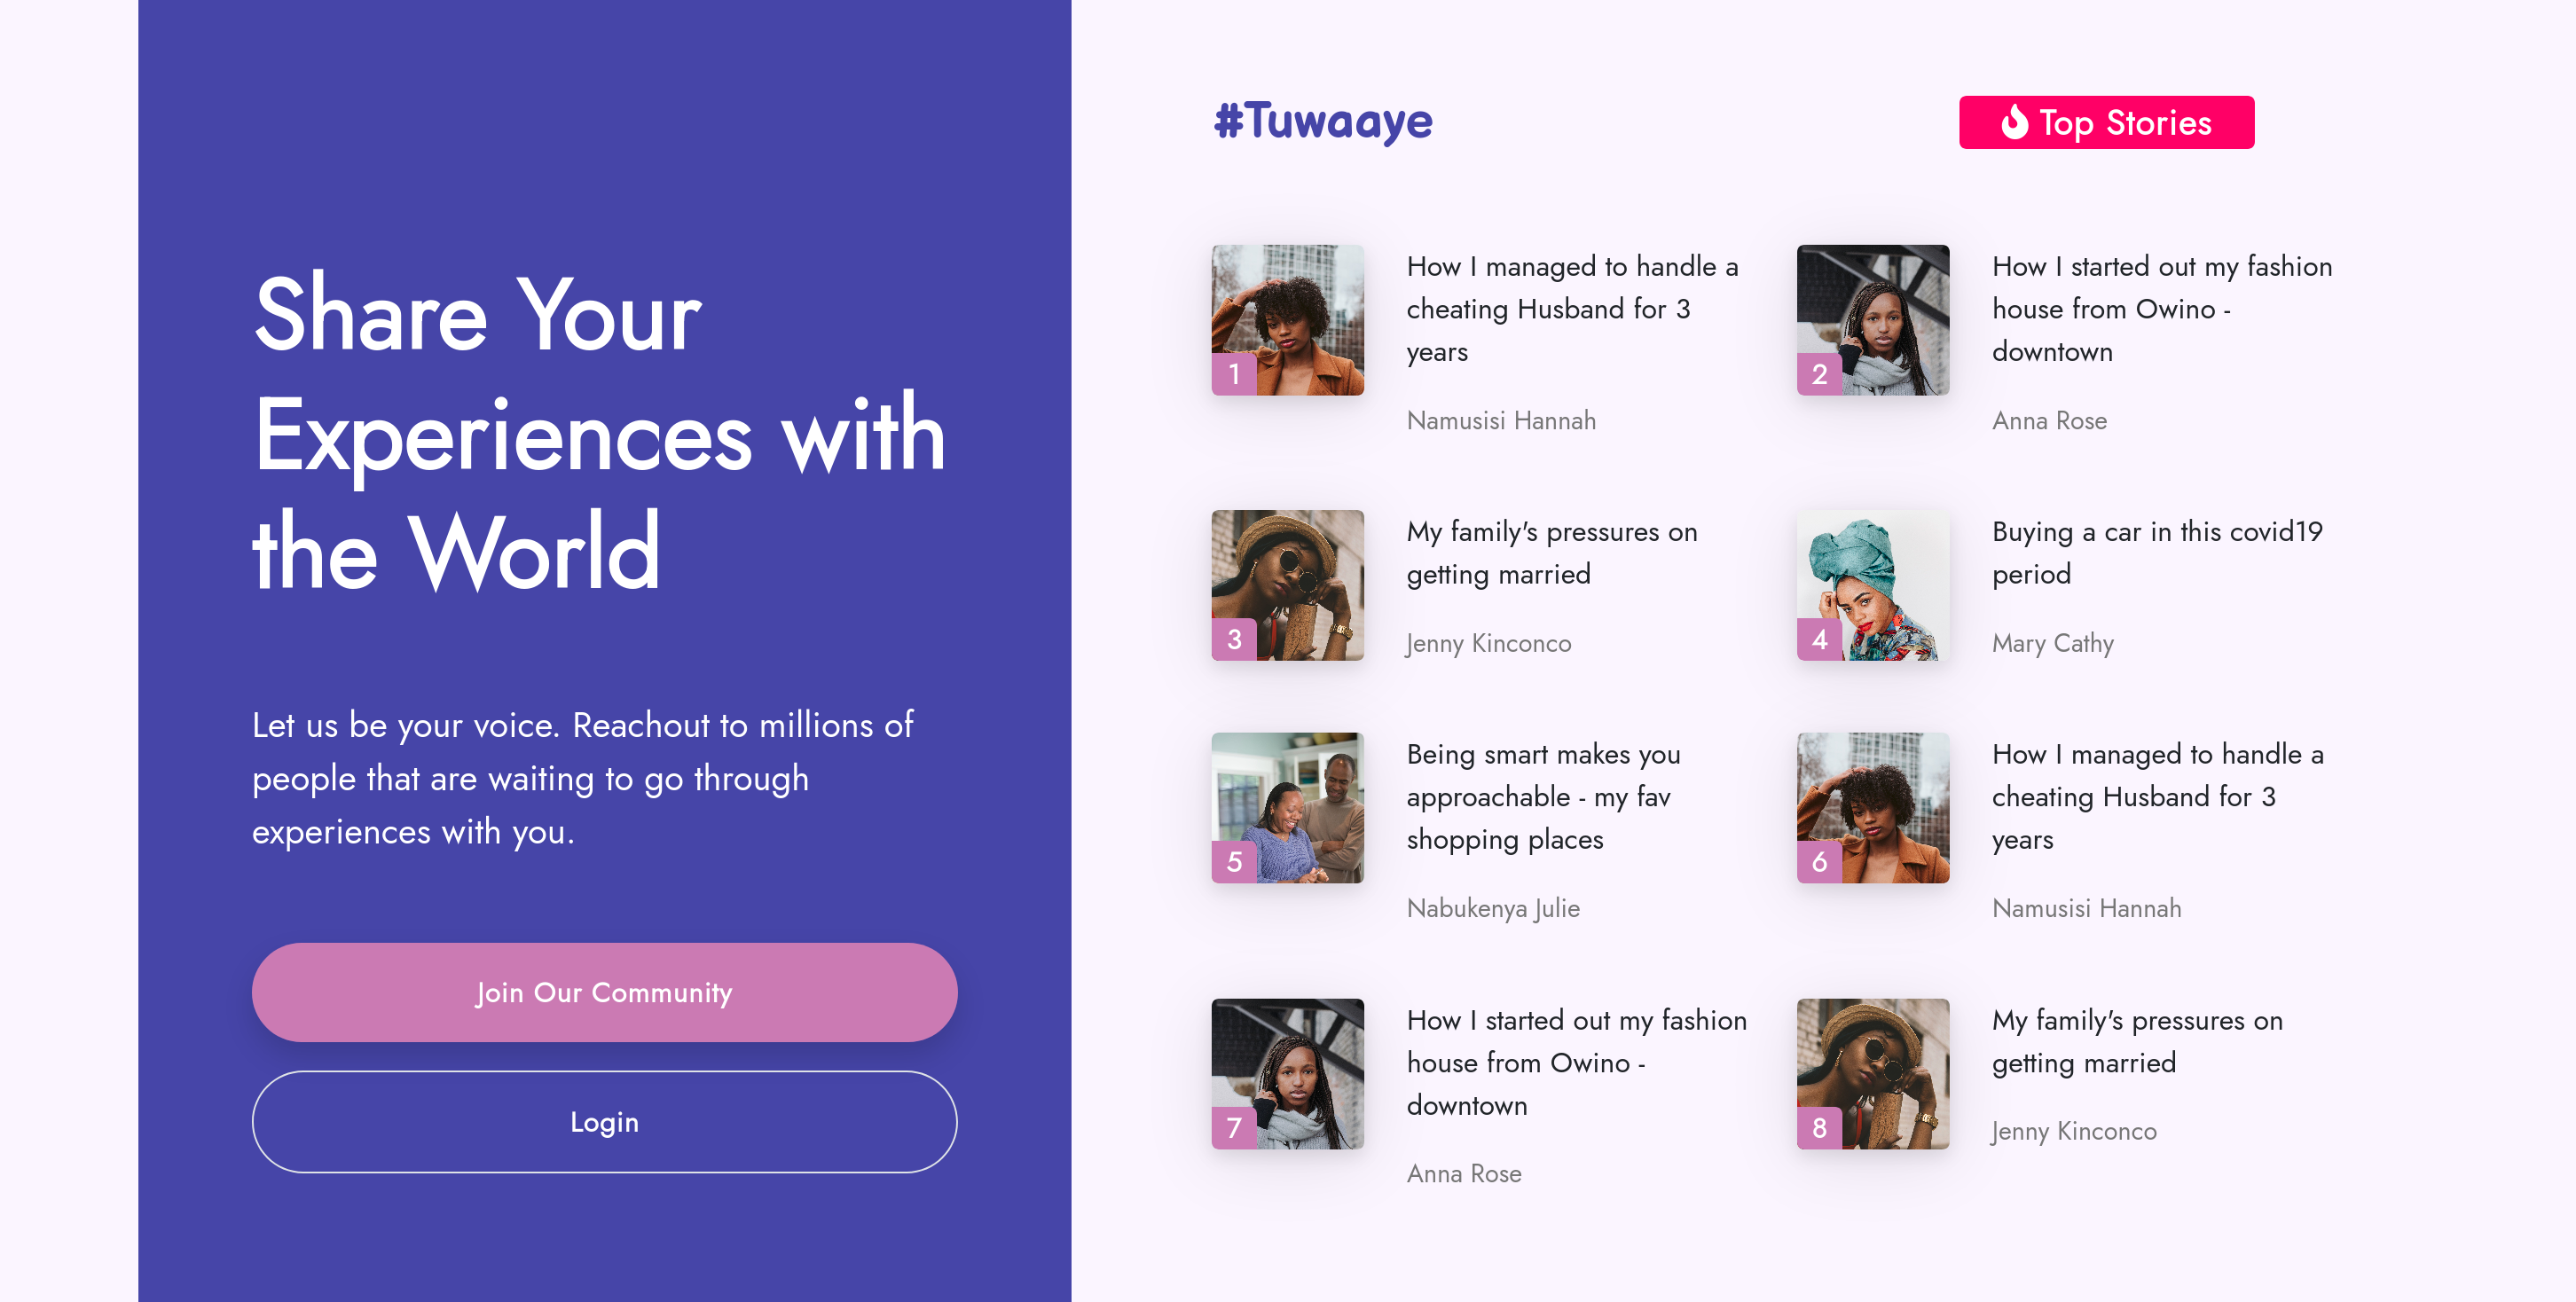 Share Your
Experiences with
the World
Let us be your voice. Reachout to millions of
people that are waiting to go through
experiences with you.
Join Our Community
Login
#Tuwaaye
Top Stories
1
How I managed to handle a
cheating Husband for 3
years
Namusisi Hannah
2
How I started out my fashion
house from Owino -
downtown
Anna Rose
3
My family's pressures on
getting married
Jenny Kinconco
4
Buying a car in this covid19
period
Mary Cathy
5
Being smart makes you
approachable - my fav
shopping places
Nabukenya Julie
6
How I managed to handle a
cheating Husband for 3
years
Namusisi Hannah
7
How I started out my fashion
house from Owino -
downtown
Anna Rose
8
My family's pressures on
getting married
Jenny Kinconco